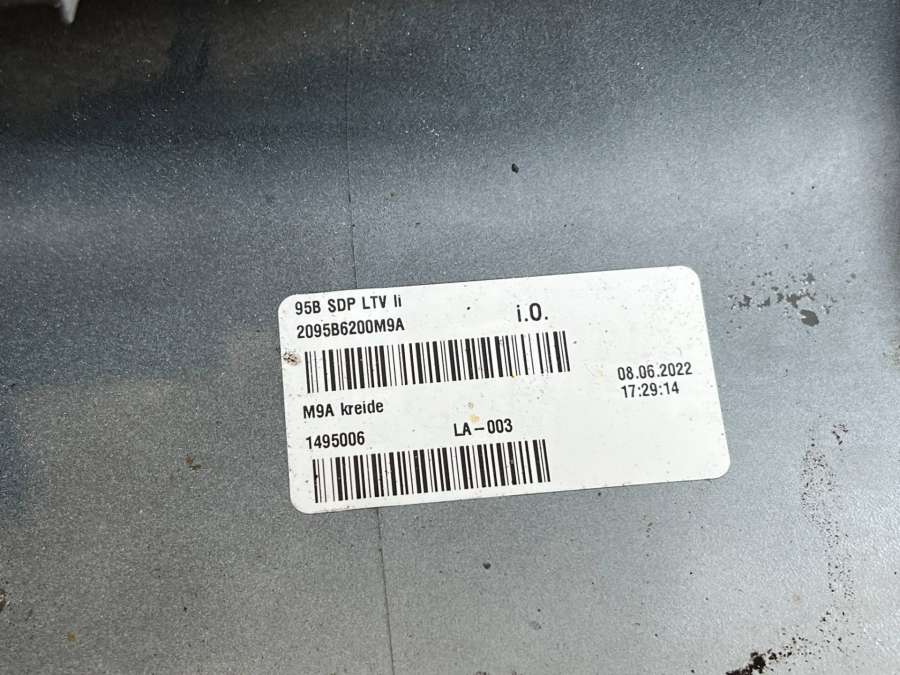 95B SDP LTV li
2095B6200M9A
i.O.
08.06.2022
17:29:14
M9A kreide
1495006
LA-003